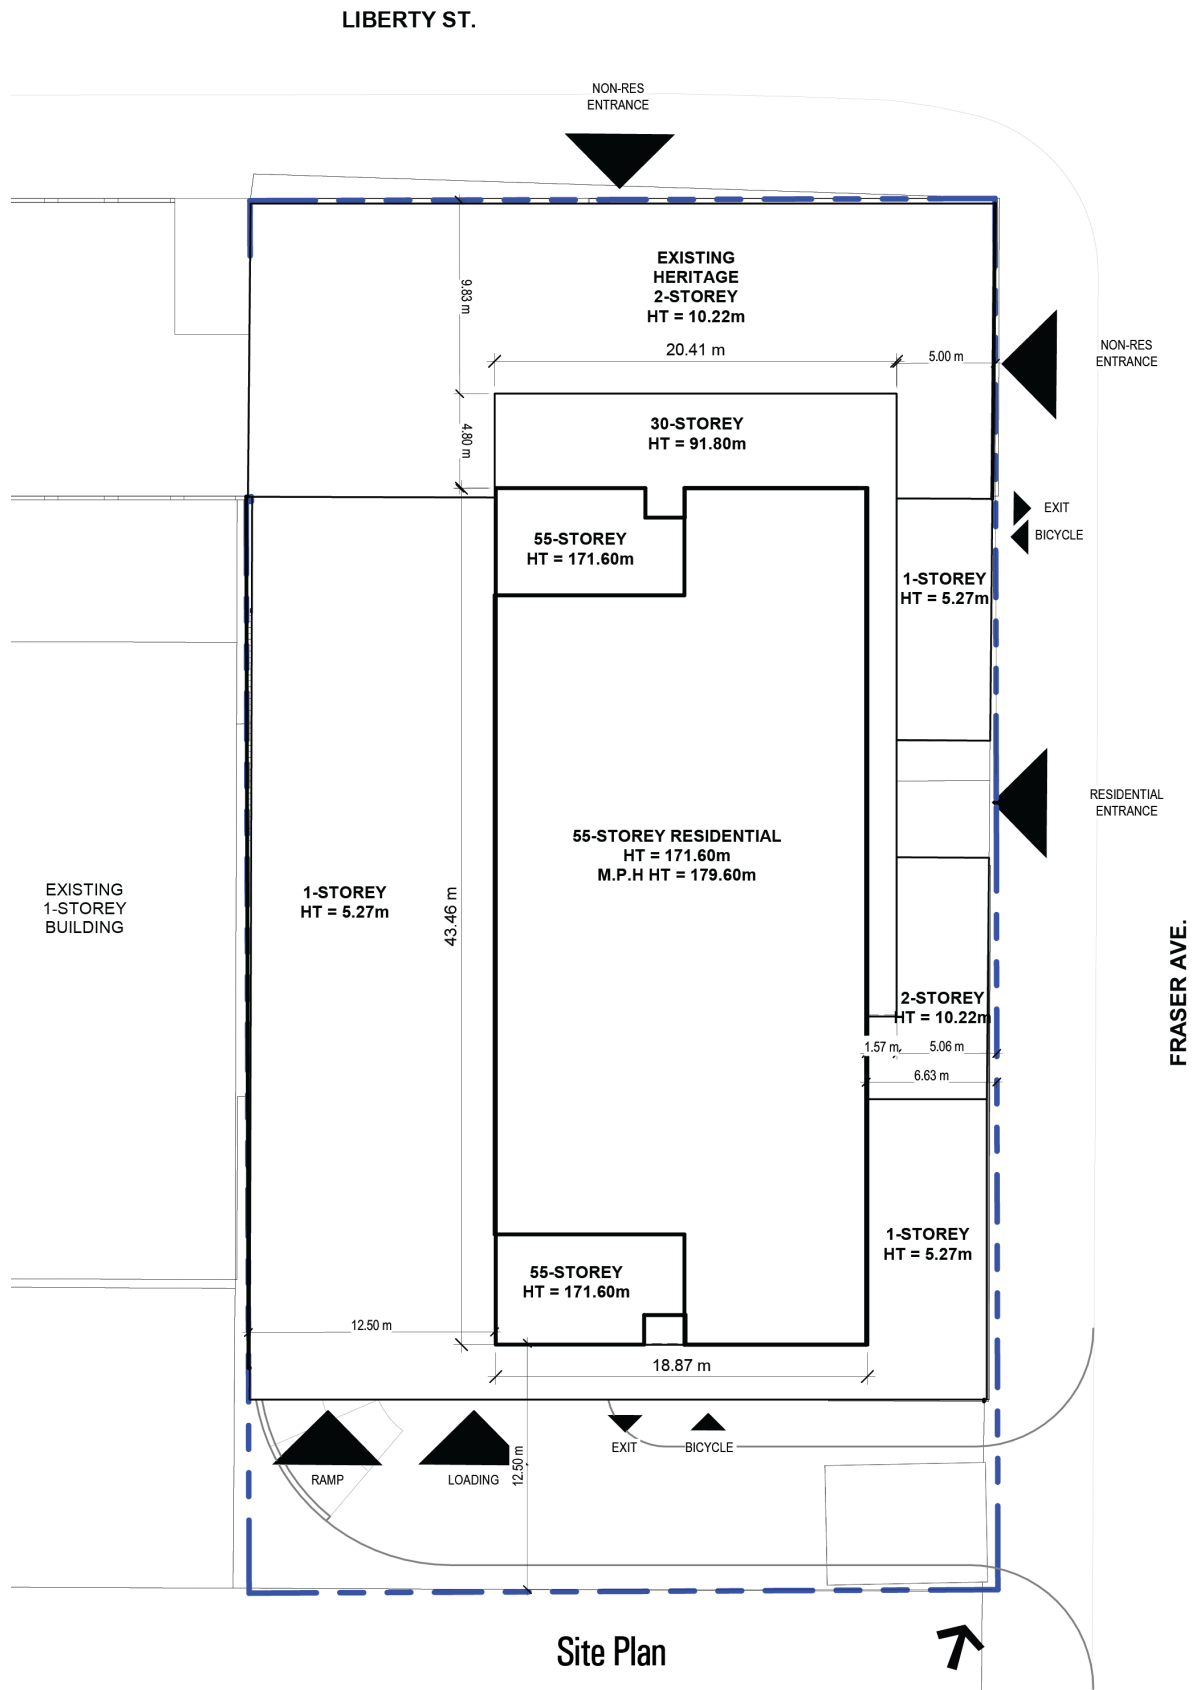 LIBERTY ST.
NON-RES
ENTRANCE
EXISTING
HERITAGE
2-STOREY
HT = 10.22m
9.83 m
20.41 m
5.00 m
NON-RES
ENTRANCE
30-STOREY
HT = 91.80m
4.80 m
EXIT
BICYCLE
55-STOREY
HT = 171.60m
1-STOREY
HT = 5.27m
RESIDENTIAL
ENTRANCE
55-STOREY RESIDENTIAL
HT = 171.60m
M.P.H HT = 179.60m
EXISTING
1-STOREY
BUILDING
1-STOREY
HT = 5.27m
43.46 m
FRASER AVE.
2-STOREY
HT = 10.22m
1.57 m
5.06 m
6.63 m
1-STOREY
HT = 5.27m
55-STOREY
HT = 171.60m
12.50 m
18.87 m
RAMP
LOADING
12.50 m
EXIT
BICYCLE
Site Plan